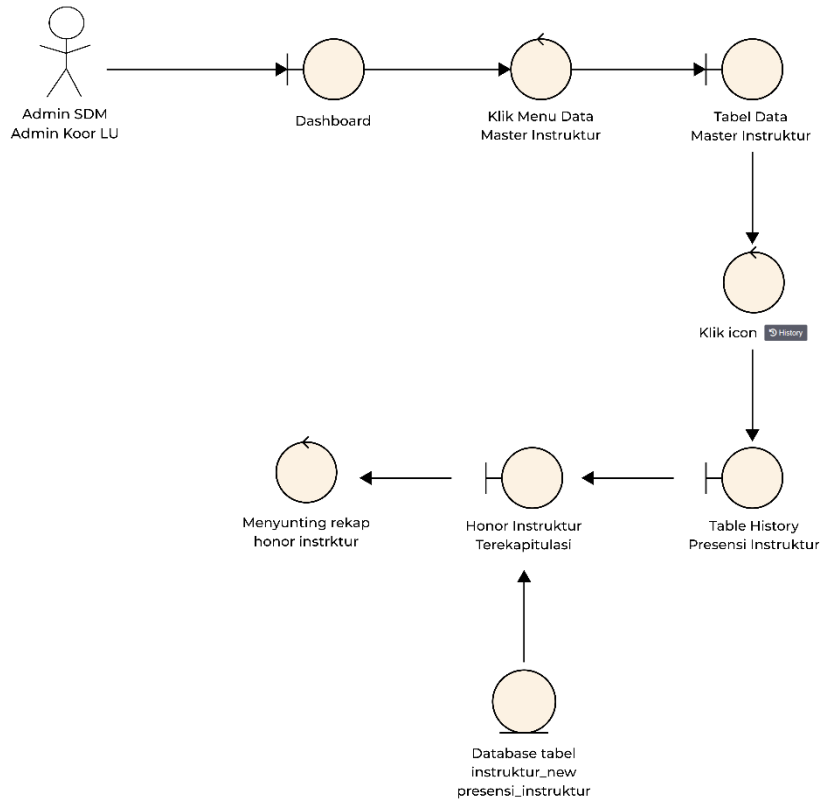 Admin SDM
Admin Koor LU
Dashboard
Klik Menu Data
Master Instruktur
Tabel Data
Master Instruktur
Klik icon History
Table History
Presensi Instruktur
Honor Instruktur
Terekapitulasi
Menyunting rekap
honor instrktur
Database tabel
instruktur_new
presensi_instruktur